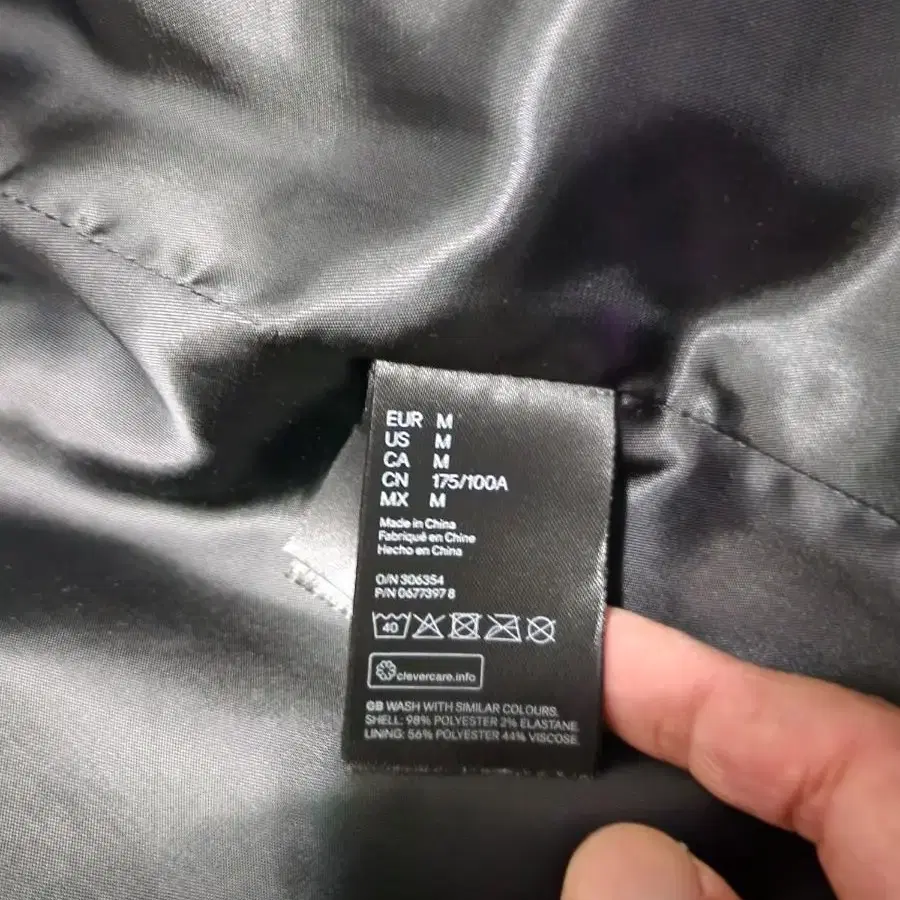 EUR M
US M
CA M
CN 175/100A
MX M
Made in China
Fabriqué en Chine
Hecho en China
O/N 306354
P/N 0677397 8
40
clevercare.info
GB WASH WITH SIMILAR COLOURS.
SHELL: 98% POLYESTER 2% ELASTANE
LINING: 56% POLYESTER 44% VISCOSE